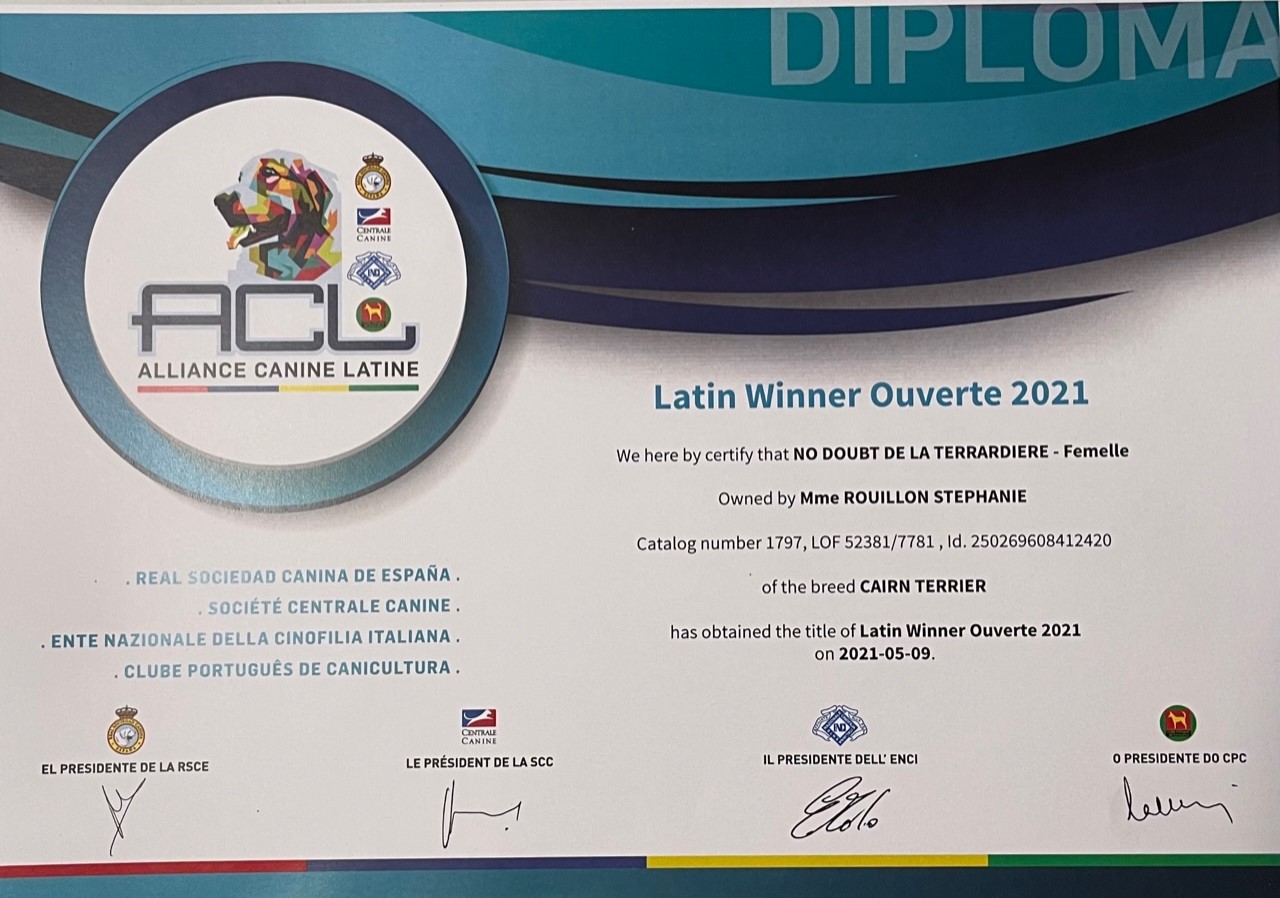 DIPLOMA
CENTRALE
CANINE
ACL
ALLIANCE CANINE LATINE
Latin Winner Ouverte 2021
We here by certify that NO DOUBT DE LA TERRARDIERE - Femelle
Owned by Mme ROUILLON STEPHANIE
Catalog number 1797, LOF 52381/7781 , Id. 250269608412420
of the breed CAIRN TERRIER
has obtained the title of Latin Winner Ouverte 2021
on 2021-05-09.
. REAL SOCIEDAD CANINA DE ESPAÑA .
. SOCIÉTÉ CENTRALE CANINE .
. ENTE NAZIONALE DELLA CINOFILIA ITALIANA .
. CLUBE PORTUGUÊS DE CANICULTURA .
CENTRALE
CANINE
EL PRESIDENTE DE LA RSCE
LE PRÉSIDENT DE LA SCC
IL PRESIDENTE DELL' ENCI
O PRESIDENTE DO CPC